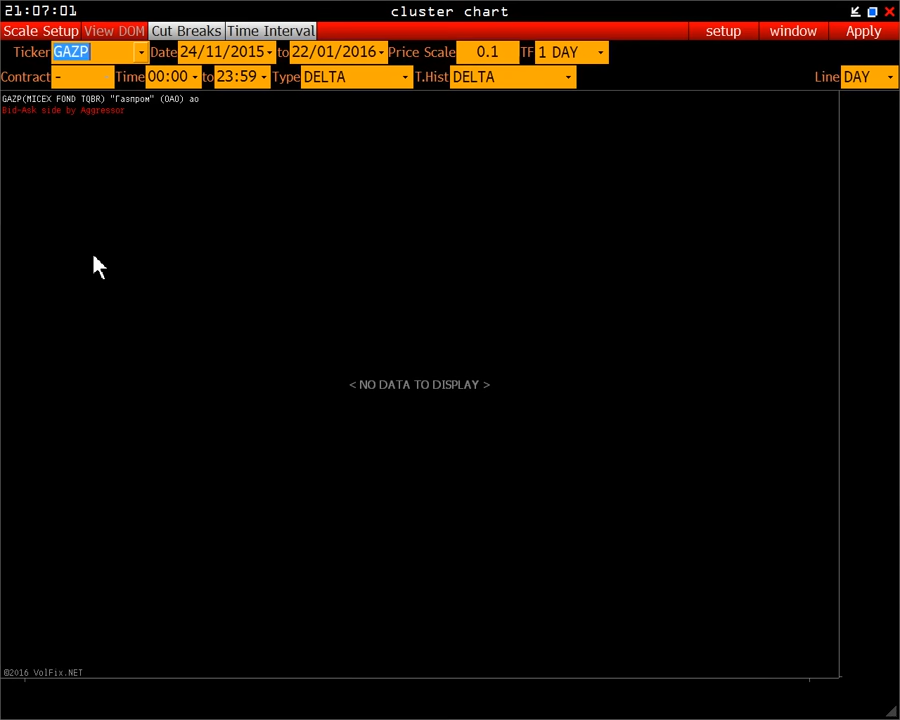 21:07:01 cluster chart
Scale Setup View DOM Cut Breaks Time Interval setup window Apply
Ticker GAZP Date 24/11/2015 to 22/01/2016 Price Scale 0.1 TF 1 DAY
Contract - Time 00:00 to 23:59 Type DELTA T.Hist DELTA Line DAY
GAZP(MICEX FOND TQBR) "Газпром" (ОАО) ао
Bid-Ask side by Aggressor
< NO DATA TO DISPLAY >
©2016 VolFix.NET